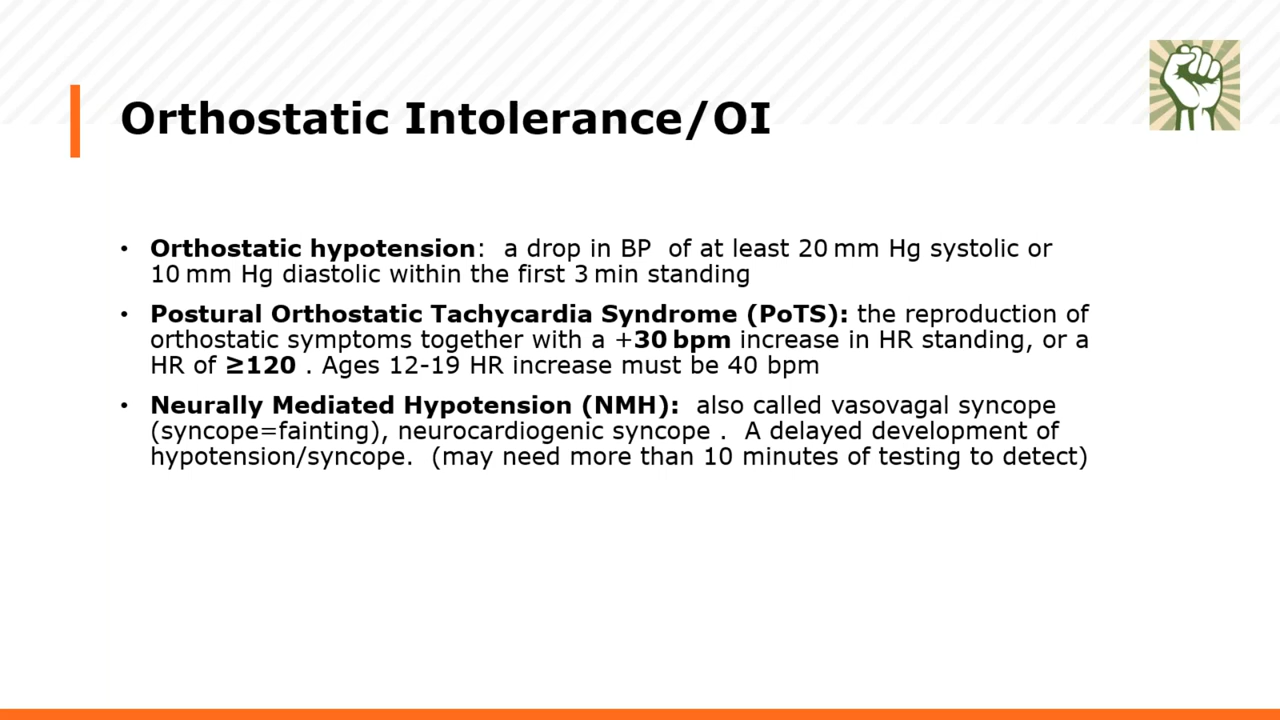 Orthostatic Intolerance/OI
• Orthostatic hypotension:  a drop in BP  of at least 20 mm Hg systolic or
10 mm Hg diastolic within the first 3 min standing
• Postural Orthostatic Tachycardia Syndrome (PoTS): the reproduction of
orthostatic symptoms together with a +30 bpm increase in HR standing, or a
HR of ≥120 . Ages 12-19 HR increase must be 40 bpm
• Neurally Mediated Hypotension (NMH):  also called vasovagal syncope
(syncope=fainting), neurocardiogenic syncope .  A delayed development of
hypotension/syncope.  (may need more than 10 minutes of testing to detect)